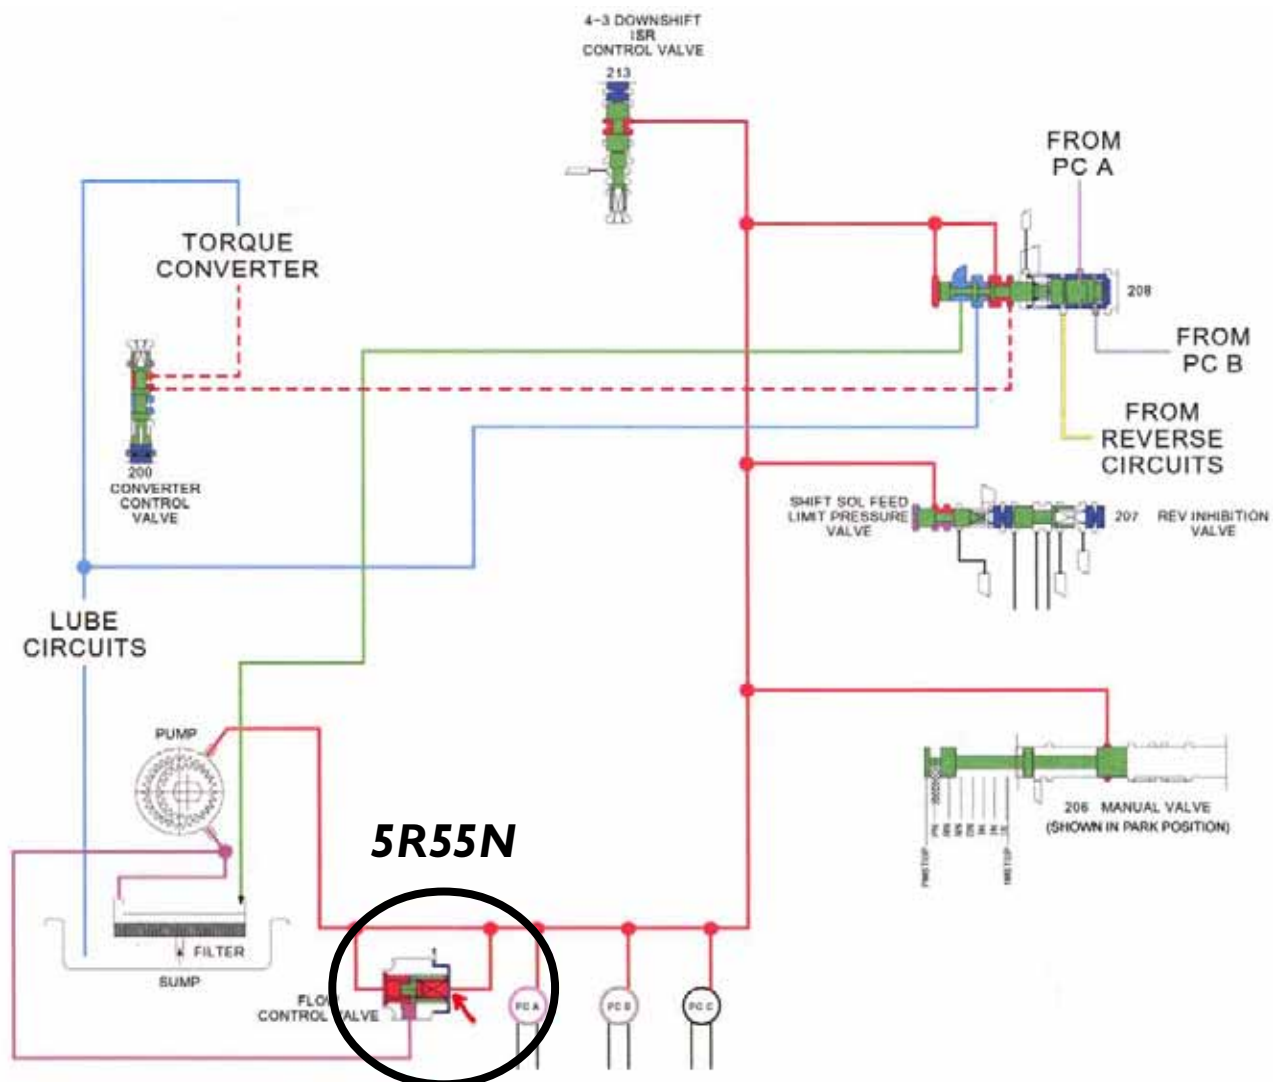 4-3 DOWNSHIFT
ISR
CONTROL VALVE
213
FROM
PC A
TORQUE
CONVERTER
208
FROM
PC B
FROM
REVERSE
CIRCUITS
200
CONVERTER
CONTROL
VALVE
SHIFT SOL FEED
LIMIT PRESSURE
VALVE
207 REV INHIBITION
VALVE
LUBE
CIRCUITS
PUMP
206 MANUAL VALVE
(SHOWN IN PARK POSITION)
5R55N
FILTER
SUMP
1
FLOW
CONTROL VALVE
PC A
PC B
PC C